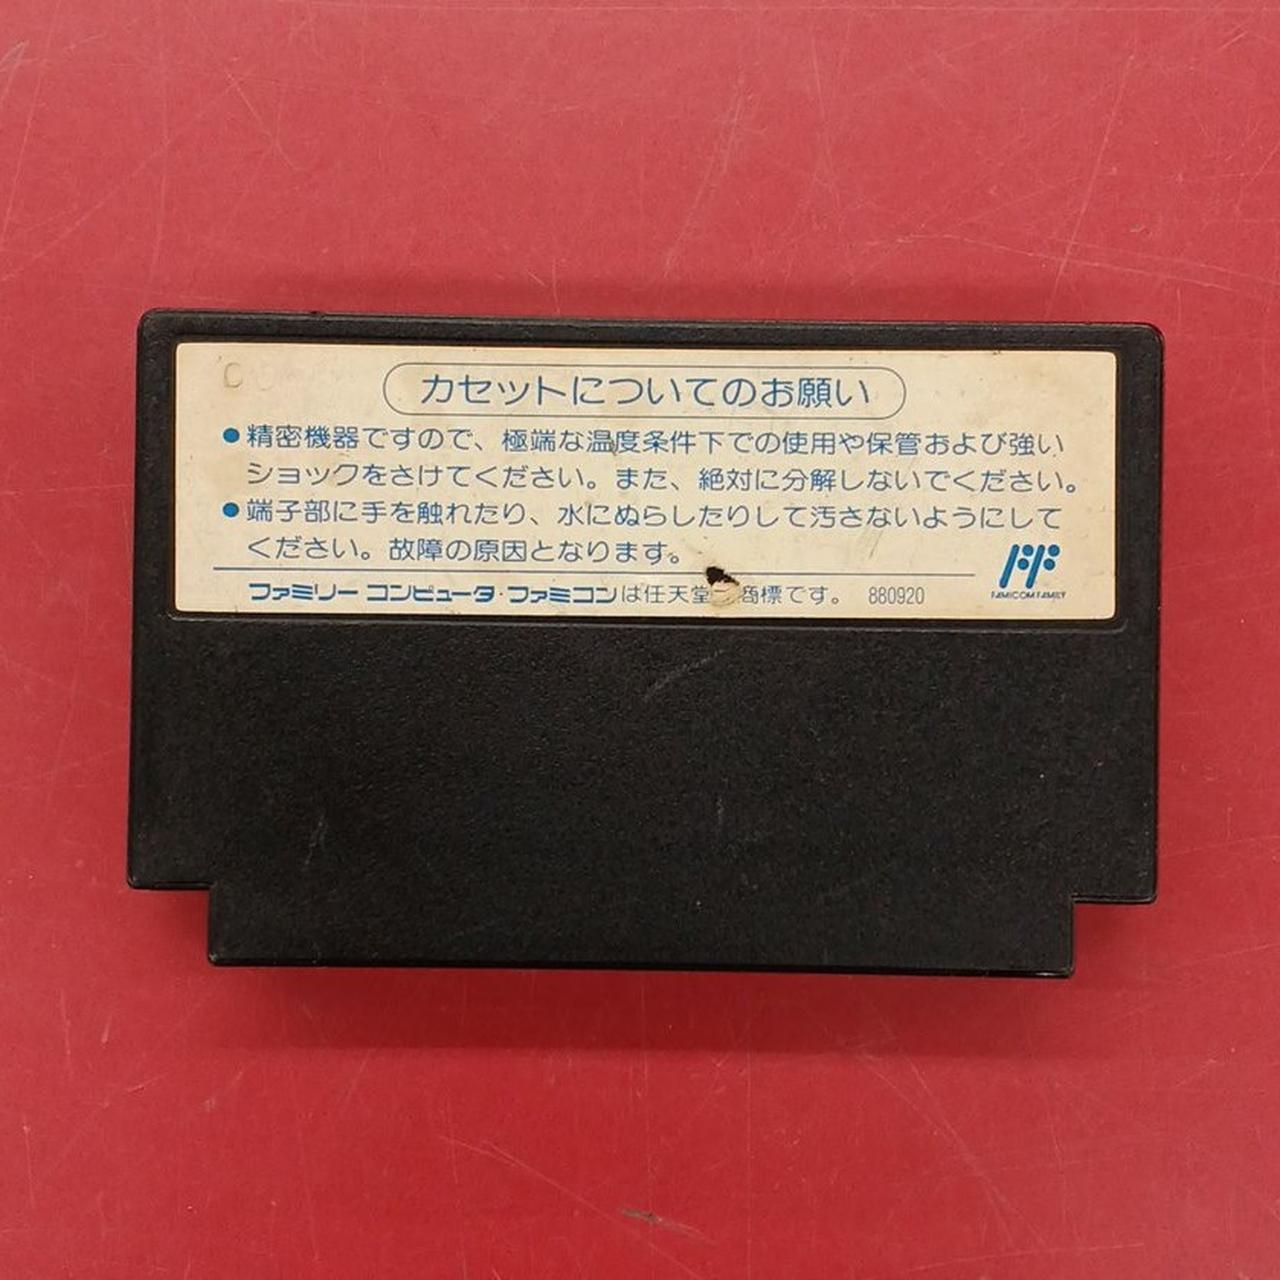 カセットについてのお願い
●精密機器ですので、極端な温度条件下での使用や保管および強い
ショックをさけてください。また、絶対に分解しないでください。
●端子部に手を触れたり、水にぬらしたりして汚さないようにして
ください。故障の原因となります。
ファミリー コンピュータ・ファミコンは任天堂 商標です。 880920
FAMICOM FAMILY